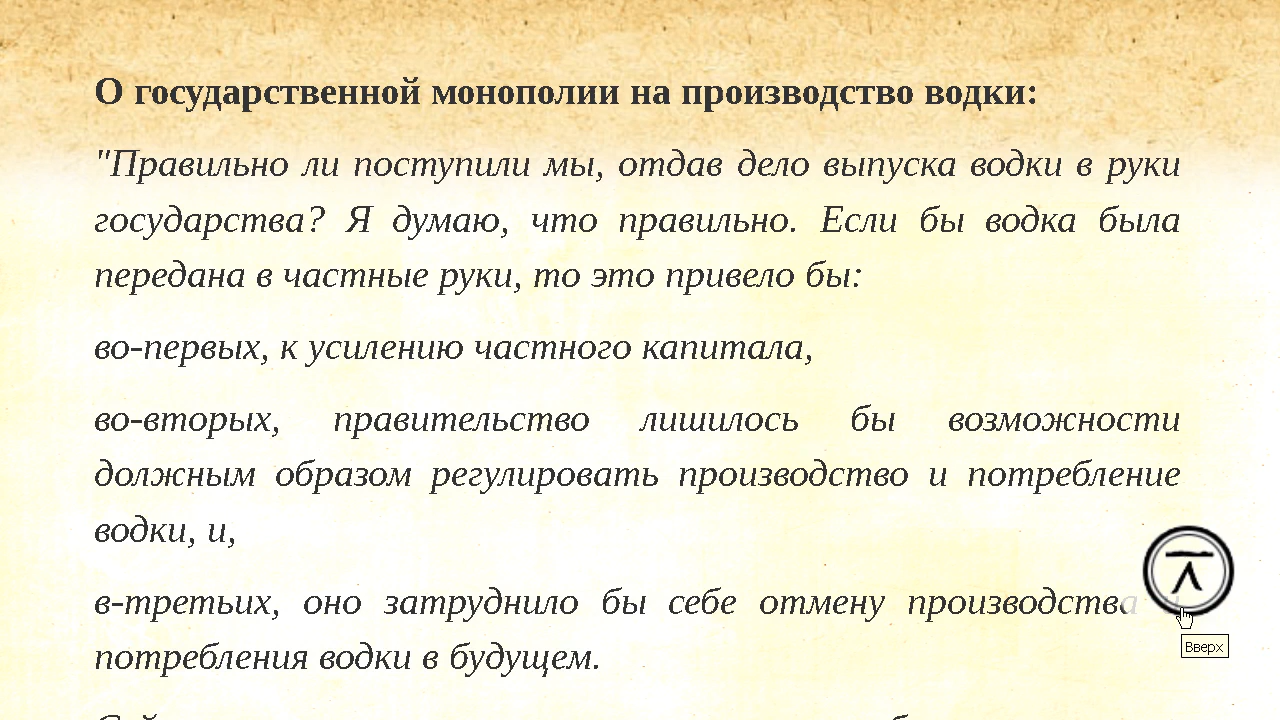 О государственной монополии на производство водки:
"Правильно ли поступили мы, отдав дело выпуска водки в руки
государства? Я думаю, что правильно. Если бы водка была
передана в частные руки, то это привело бы:
во-первых, к усилению частного капитала,
во-вторых, правительство лишилось бы возможности
должным образом регулировать производство и потребление
водки, и,
в-третьих, оно затруднило бы себе отмену производства
потребления водки в будущем.
Вверх